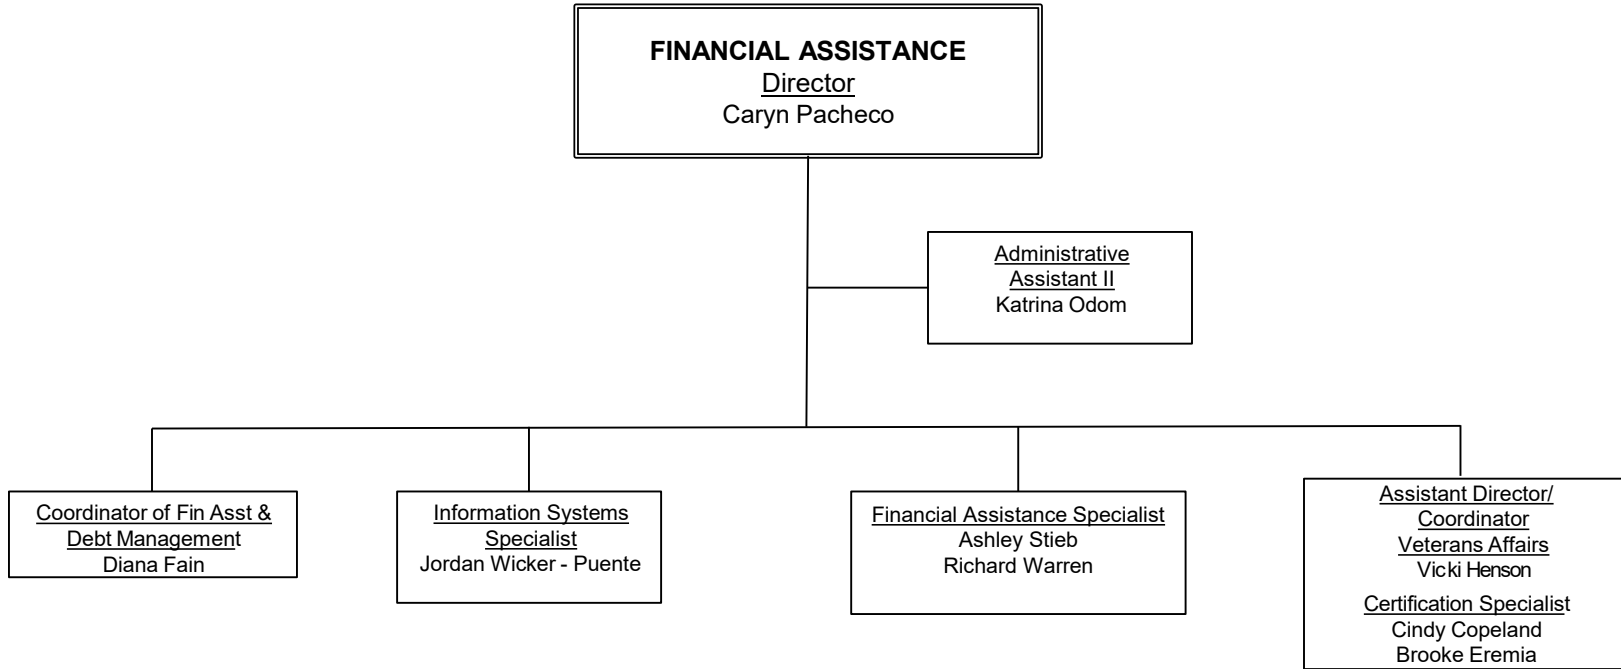 FINANCIAL ASSISTANCE
Director
Caryn Pacheco
Administrative
Assistant II
Katrina Odom
Coordinator of Fin Asst &
Debt Management
Diana Fain
Information Systems
Specialist
Jordan Wicker - Puente
Financial Assistance Specialist
Ashley Stieb
Richard Warren
Assistant Director/
Coordinator
Veterans Affairs
Vicki Henson
Certification Specialist
Cindy Copeland
Brooke Eremia